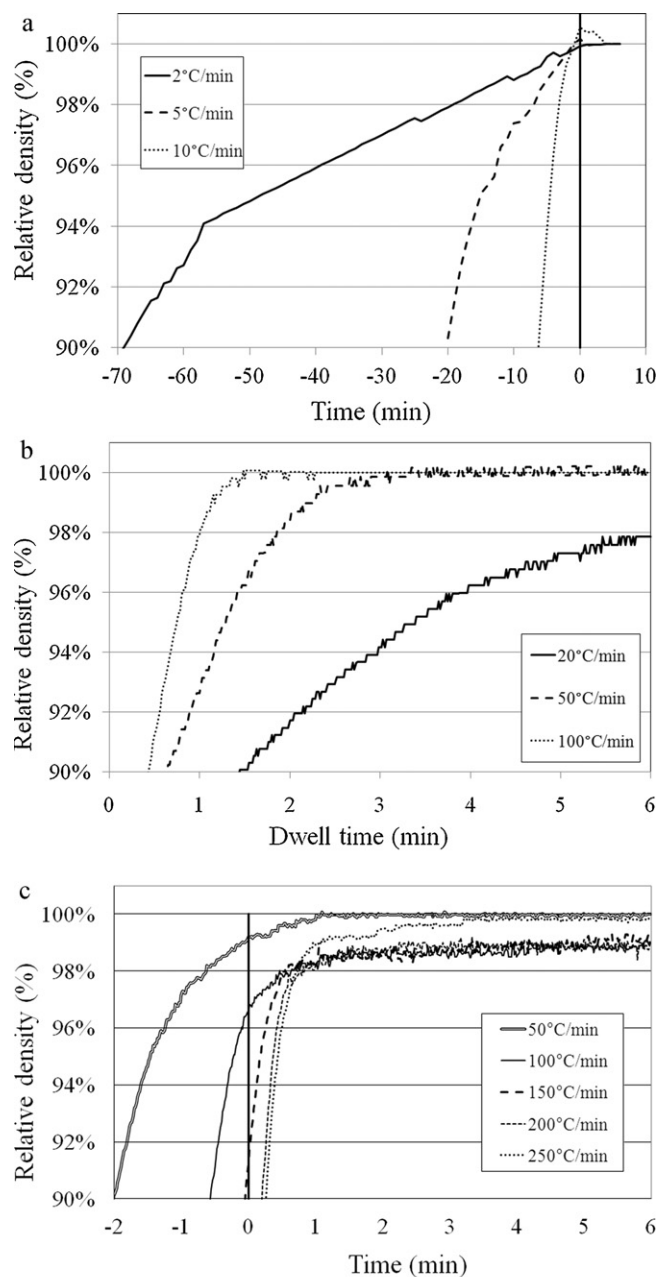 a
100%
98%
96%
94%
92%
90%
Relative density (%)
2°C/min
5°C/min
10°C/min
-70 -60 -50 -40 -30 -20 -10 0 10
Time (min)
b
100%
98%
96%
94%
92%
90%
Relative density (%)
20°C/min
50°C/min
100°C/min
0 1 2 3 4 5 6
Dwell time (min)
c
100%
98%
96%
94%
92%
90%
Relative density (%)
50°C/min
100°C/min
150°C/min
200°C/min
250°C/min
-2 -1 0 1 2 3 4 5 6
Time (min)